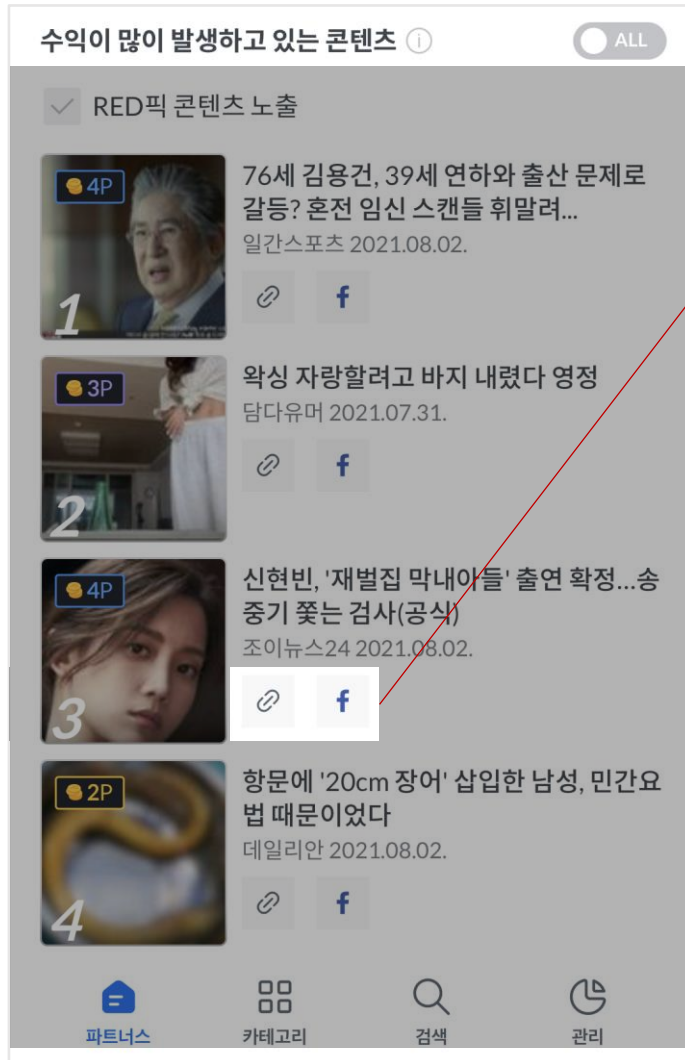 수익이 많이 발생하고 있는 콘텐츠 ⓘ
ALL
RED픽 콘텐츠 노출
4P
76세 김용건, 39세 연하와 출산 문제로
갈등? 혼전 임신 스캔들 휘말려...
일간스포츠 2021.08.02.
1
3P
왁싱 자랑할려고 바지 내렸다 영정
담다유머 2021.07.31.
2
4P
신현빈, '재벌집 막내아들' 출연 확정...송
중기 쫓는 검사(공식)
조이뉴스24 2021.08.02.
3
2P
항문에 '20cm 장어' 삽입한 남성, 민간요
법 때문이었다
데일리안 2021.08.02.
4
파트너스 카테고리 검색 관리